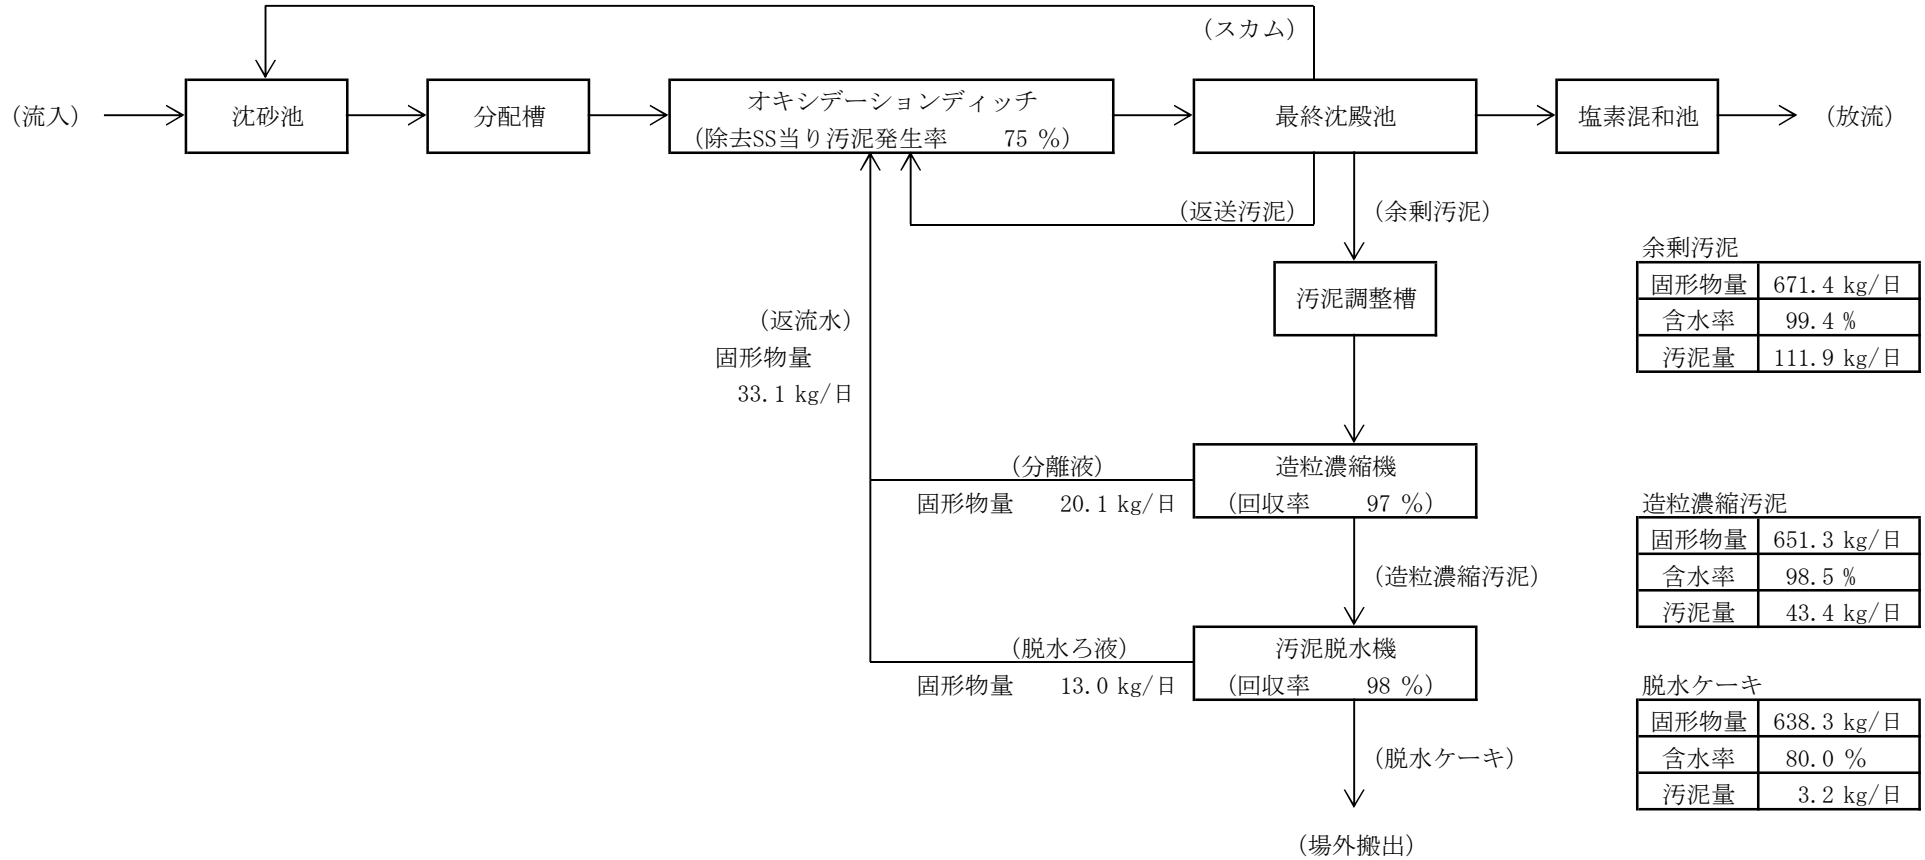 （スカム）
（流入）
沈砂池
分配槽
オキシデーションディッチ
（除去SS当り汚泥発生率 75 %）
最終沈殿池
塩素混和池
（放流）
（返送汚泥）
（余剰汚泥）
余剰汚泥
固形物量 671.4 kg/日
含水率 99.4 %
汚泥量 111.9 kg/日
汚泥調整槽
（返流水）
固形物量
33.1 kg/日
（分離液）
固形物量 20.1 kg/日
造粒濃縮機
（回収率 97 %）
造粒濃縮汚泥
固形物量 651.3 kg/日
含水率 98.5 %
汚泥量 43.4 kg/日
（造粒濃縮汚泥）
（脱水ろ液）
固形物量 13.0 kg/日
汚泥脱水機
（回収率 98 %）
脱水ケーキ
固形物量 638.3 kg/日
含水率 80.0 %
汚泥量 3.2 kg/日
（脱水ケーキ）
（場外搬出）